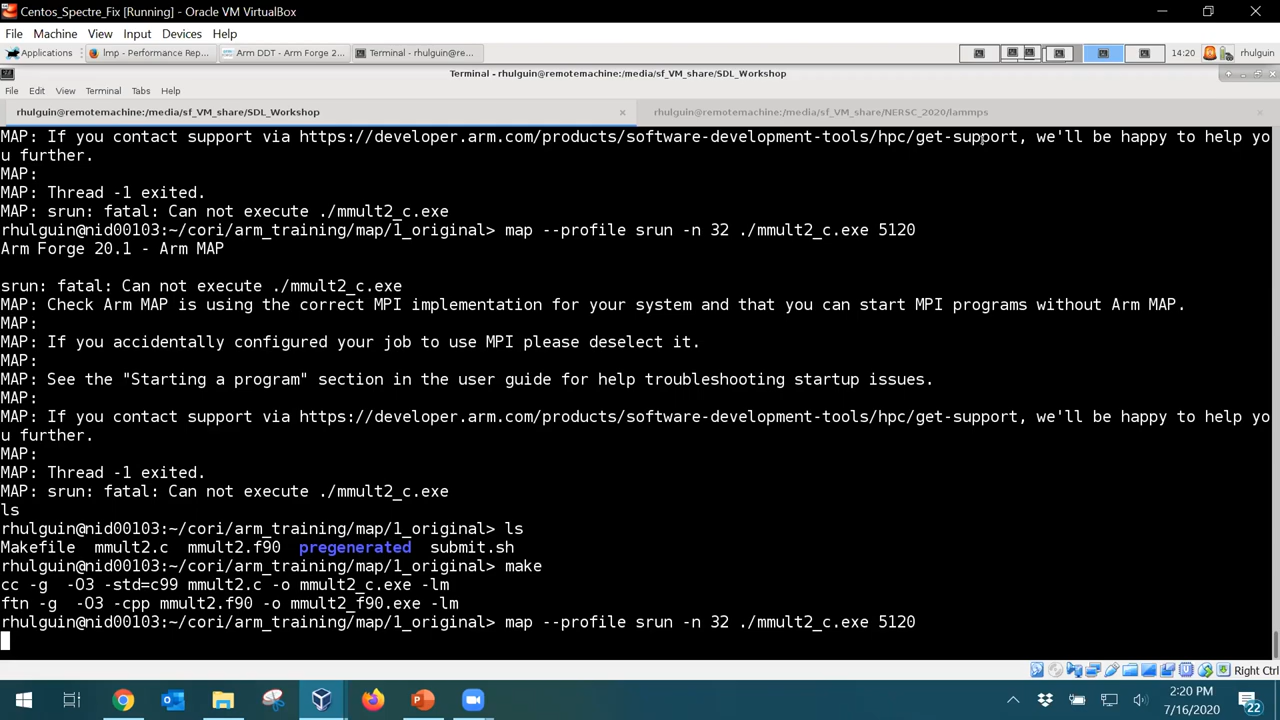 Centos_Spectre_Fix [Running] - Oracle VM VirtualBox
File Machine View Input Devices Help
Applications lmp - Performance Rep... Arm DDT - Arm Forge 2... Terminal - rhulguin@re... 14:20 rhulguin
Terminal - rhulguin@remotemachine:/media/sf_VM_share/SDL_Workshop
File Edit View Terminal Tabs Help
rhulguin@remotemachine:/media/sf_VM_share/SDL_Workshop rhulguin@remotemachine:/media/sf_VM_share/NERSC_2020/lammps
MAP: If you contact support via https://developer.arm.com/products/software-development-tools/hpc/get-support, we'll be happy to help yo
u further.
MAP:
MAP: Thread -1 exited.
MAP: srun: fatal: Can not execute ./mmult2_c.exe
rhulguin@nid00103:~/cori/arm_training/map/1_original> map --profile srun -n 32 ./mmult2_c.exe 5120
Arm Forge 20.1 - Arm MAP
srun: fatal: Can not execute ./mmult2_c.exe
MAP: Check Arm MAP is using the correct MPI implementation for your system and that you can start MPI programs without Arm MAP.
MAP:
MAP: If you accidentally configured your job to use MPI please deselect it.
MAP:
MAP: See the "Starting a program" section in the user guide for help troubleshooting startup issues.
MAP:
MAP: If you contact support via https://developer.arm.com/products/software-development-tools/hpc/get-support, we'll be happy to help yo
u further.
MAP:
MAP: Thread -1 exited.
MAP: srun: fatal: Can not execute ./mmult2_c.exe
ls
rhulguin@nid00103:~/cori/arm_training/map/1_original> ls
Makefile mmult2.c mmult2.f90 pregenerated submit.sh
rhulguin@nid00103:~/cori/arm_training/map/1_original> make
cc -g -O3 -std=c99 mmult2.c -o mmult2_c.exe -lm
ftn -g -O3 -cpp mmult2.f90 -o mmult2_f90.exe -lm
rhulguin@nid00103:~/cori/arm_training/map/1_original> map --profile srun -n 32 ./mmult2_c.exe 5120
Right Ctrl
2:20 PM
7/16/2020
22